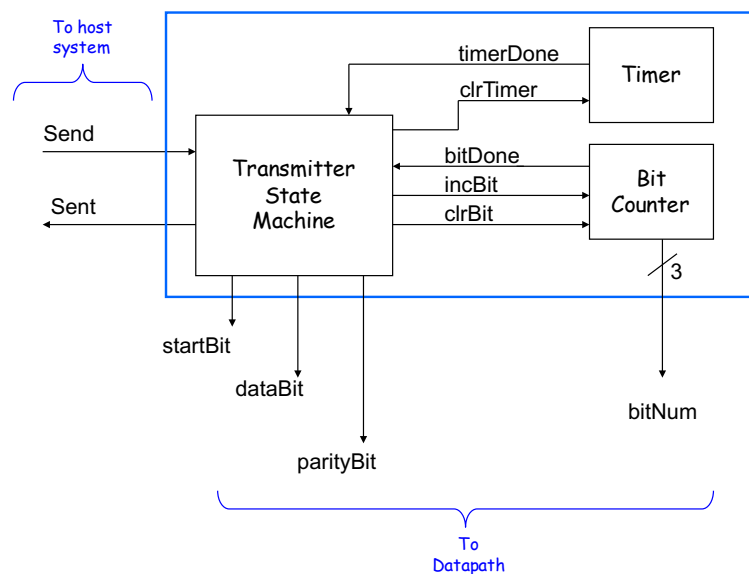 To host
system
timerDone
Timer
clrTimer
Send
Transmitter
State
Machine
bitDone
incBit
clrBit
Bit
Counter
Sent
3
startBit
dataBit
bitNum
parityBit
To
Datapath